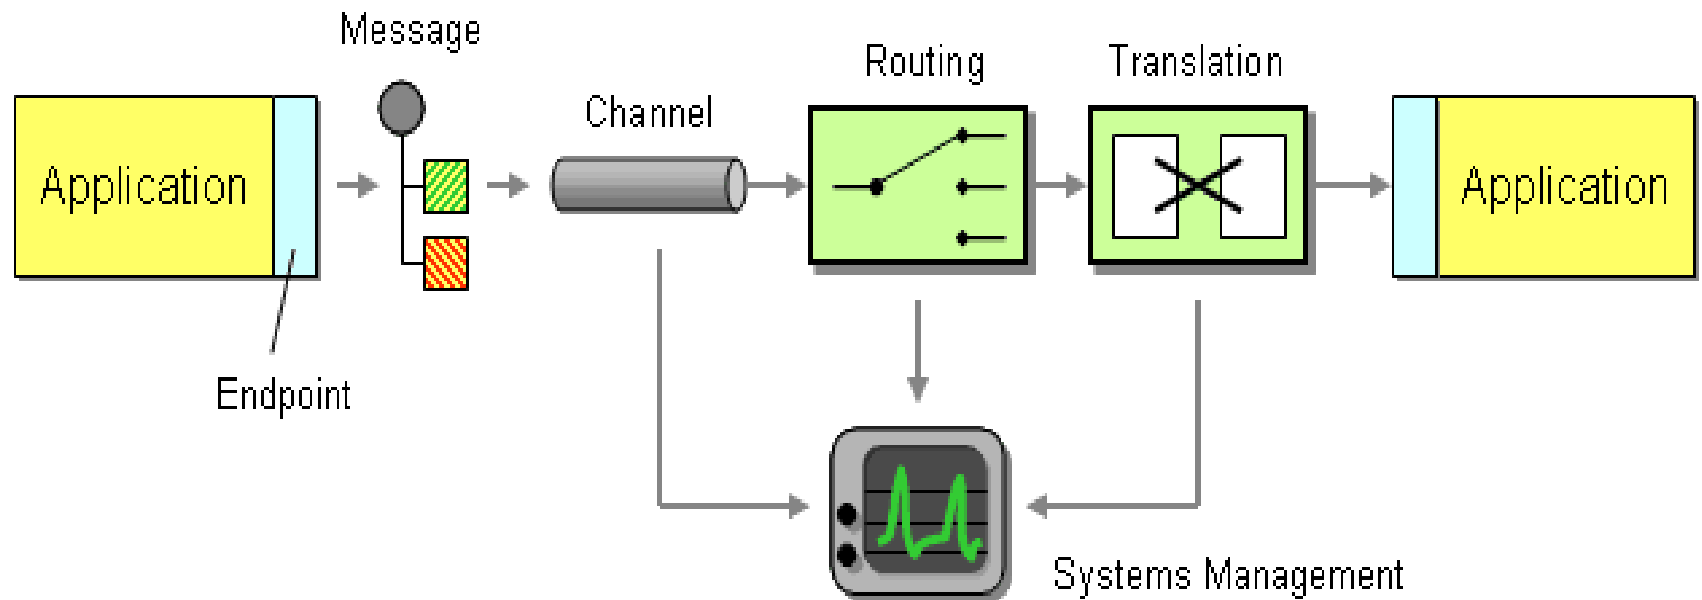 Message
Routing
Translation
Channel
Application
Application
Endpoint
Systems Management